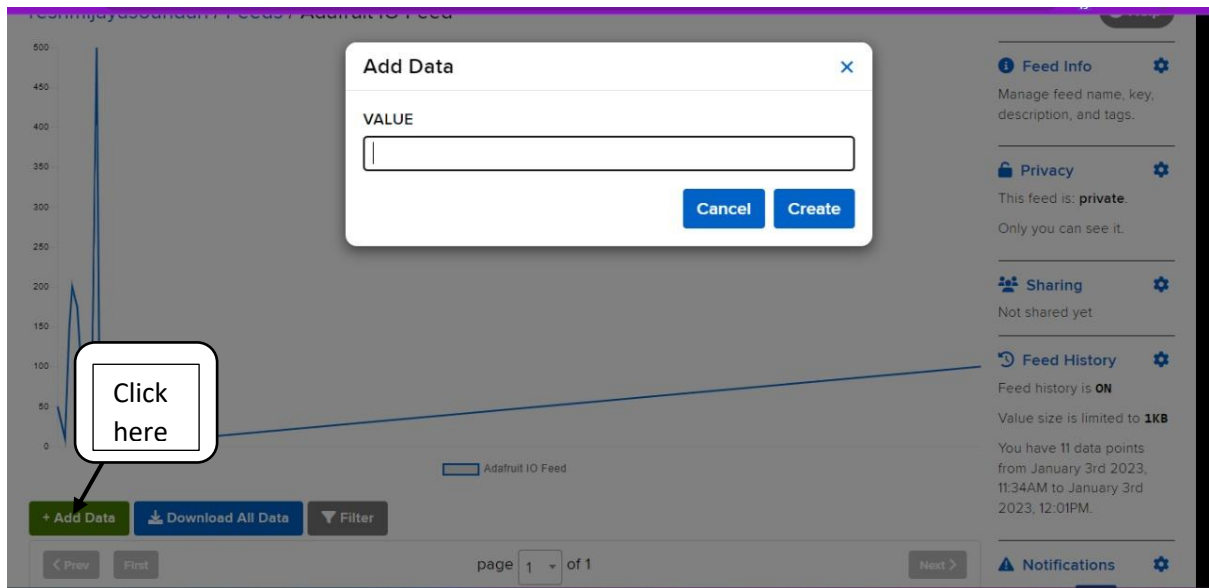 Feeds / Adafruit IO Feed
500
450
400
350
300
250
200
150
100
50
0
Click
here
Adafruit IO Feed
Add Data
×
VALUE
Cancel
Create
+ Add Data
Download All Data
Filter
< Prev
First
page 1 of 1
Next >
Feed Info
Manage feed name, key,
description, and tags.
Privacy
This feed is: private.
Only you can see it.
Sharing
Not shared yet
Feed History
Feed history is ON
Value size is limited to 1KB
You have 11 data points
from January 3rd 2023,
11:34AM to January 3rd
2023, 12:01PM.
Notifications